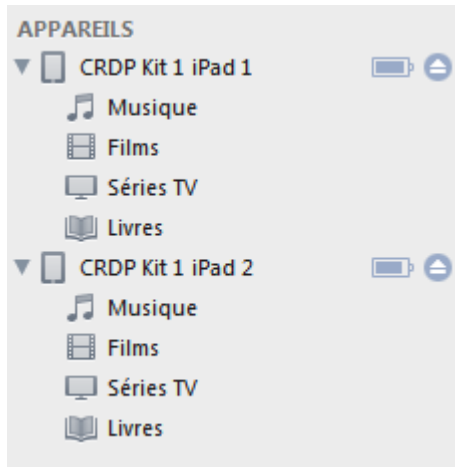 APPAREILS
CRDP Kit 1 iPad 1
Musique
Films
Séries TV
Livres
CRDP Kit 1 iPad 2
Musique
Films
Séries TV
Livres